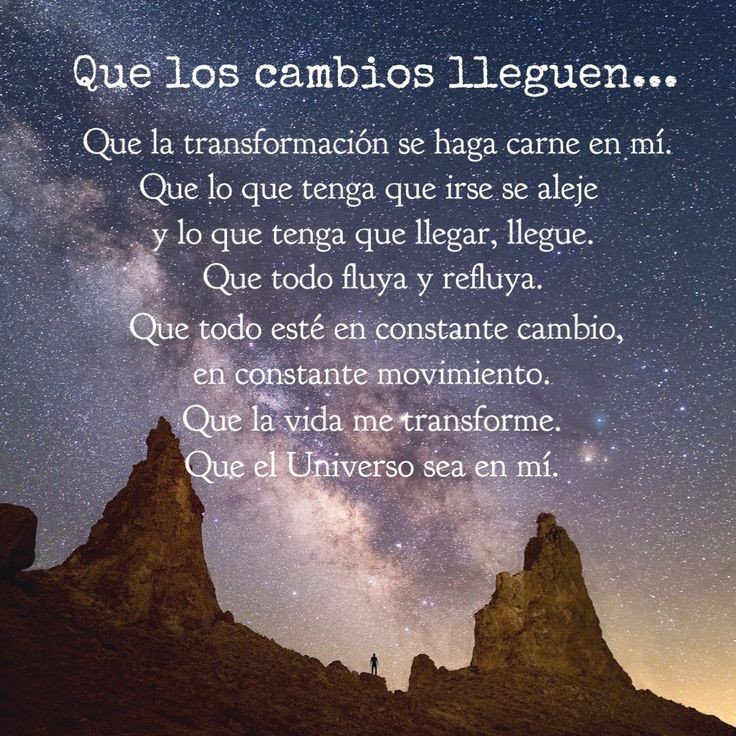 Que los cambios lleguen...
Que la transformación se haga carne en mí.
Que lo que tenga que irse se aleje
y lo que tenga que llegar, llegue.
Que todo fluya y refluya.
Que todo esté en constante cambio,
en constante movimiento.
Que la vida me transforme.
Que el Universo sea en mí.